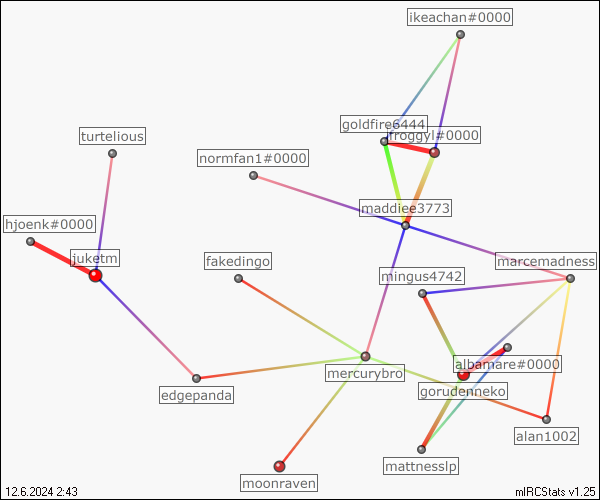 ikeachan#0000
goldfire6444
froggyl#0000
turtelious
normfan1#0000
maddiee3773
hjoenk#0000
juketm
fakedingo
marcemadness
mingus4742
albamare#0000
mercurybro
gorudenneko
edgepanda
alan1002
mattnesslp
moonraven
12.6.2024 2:43
mIRCStats v1.25